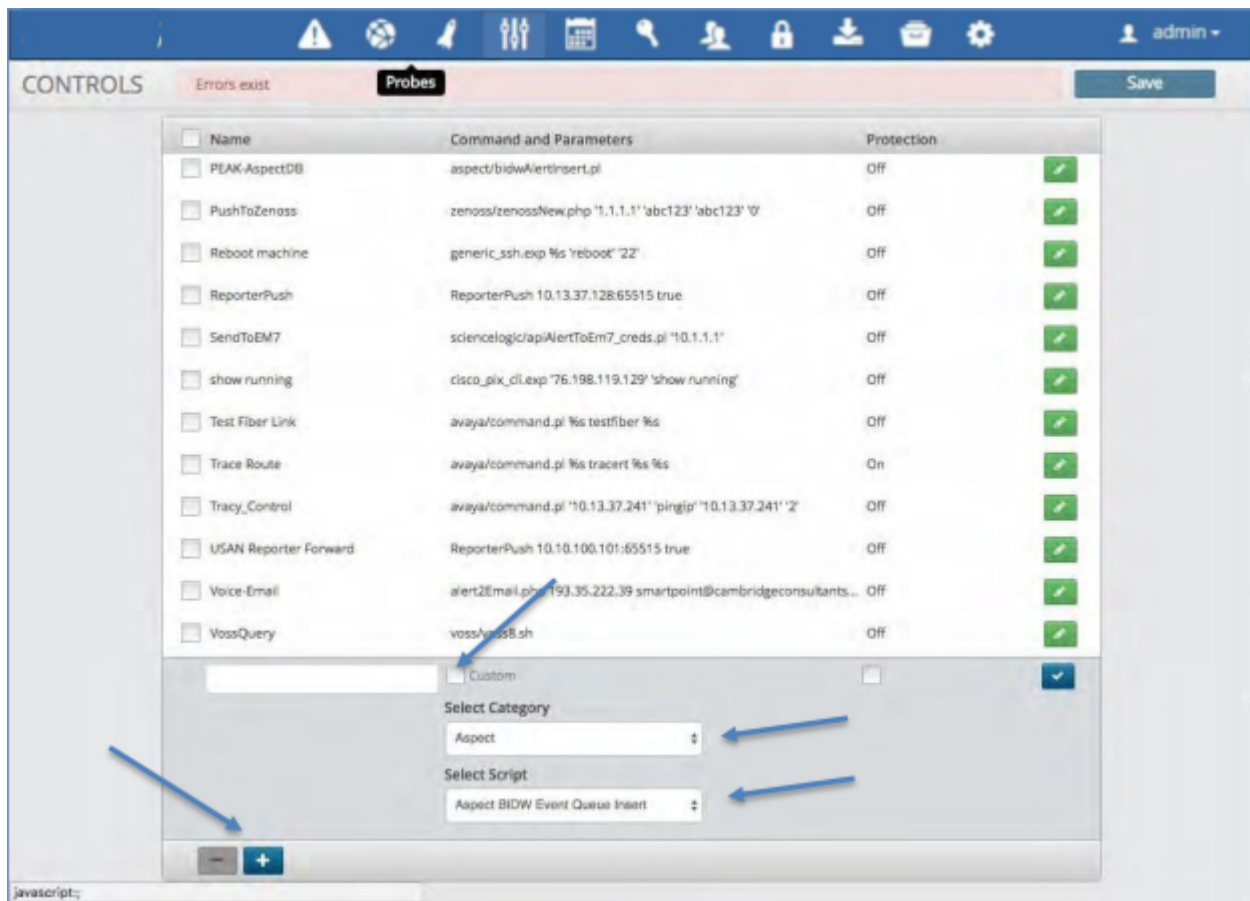 admin
Probes
CONTROLS Errors exist Save
Name Command and Parameters Protection
PEAK-AspectDB aspect/bidwAlertInsert.pl Off
PushToZenoss zenoss/zenossNew.php '1.1.1.1' 'abc123' 'abc123' '0' Off
Reboot machine generic_ssh.exp %s 'reboot' '22' Off
ReporterPush ReporterPush 10.13.37.128:65515 true Off
SendToEM7 sciencelogic/apiAlertToEm7_creds.pl '10.1.1.1' Off
show running cisco_pix_cli.exp '76.198.119.129' 'show running' Off
Test Fiber Link avaya/command.pl %s testfiber %s Off
Trace Route avaya/command.pl %s tracert %s %s On
Tracy_Control avaya/command.pl '10.13.37.241' 'pingip' '10.13.37.241' '2' Off
USAN Reporter Forward ReporterPush 10.10.100.101:65515 true Off
Voice-Email alert2Email.php 193.35.222.39 smartpoint@cambridgeconsultants... Off
VossQuery voss/voss8.sh Off
Custom
Select Category
Aspect
Select Script
Aspect BIDW Event Queue Insert
javascript:;